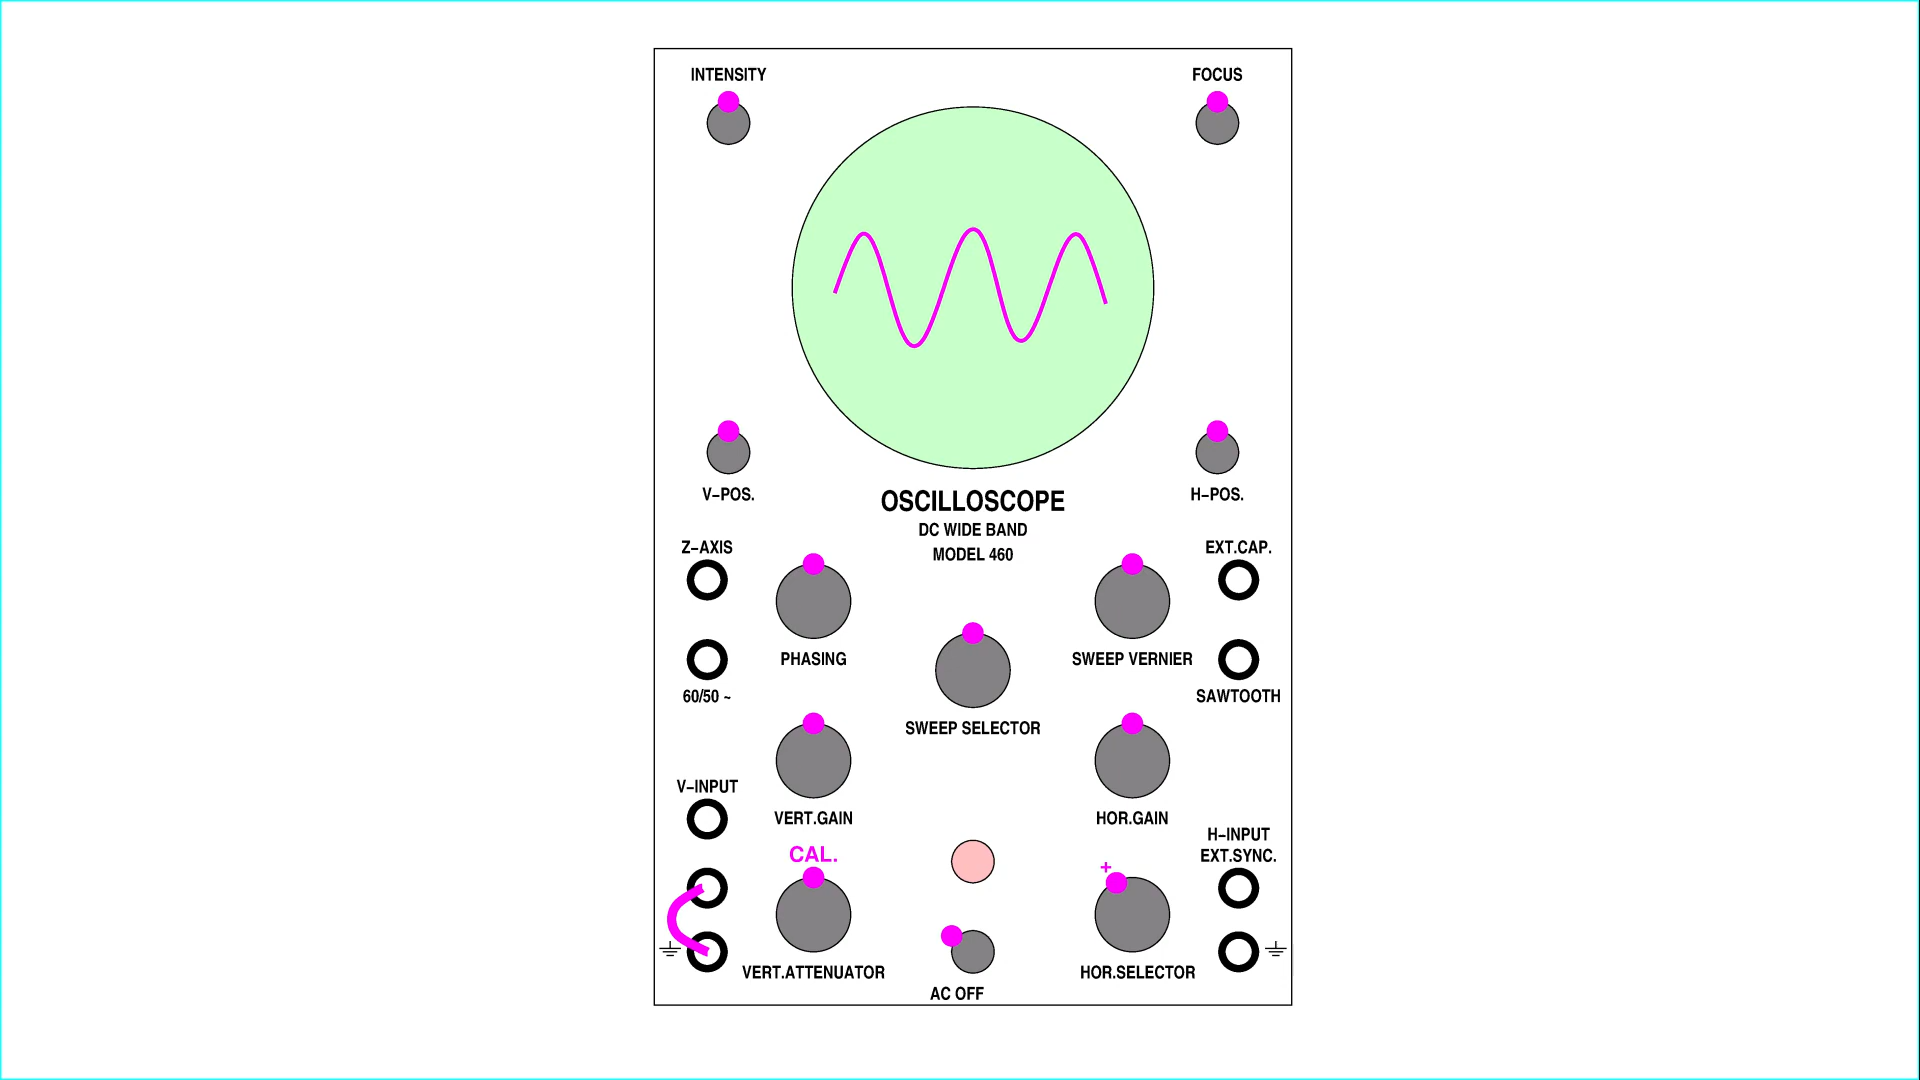 INTENSITY
FOCUS
V-POS.
H-POS.
OSCILLOSCOPE
DC WIDE BAND
MODEL 460
Z-AXIS
EXT.CAP.
PHASING
SWEEP VERNIER
60/50 ~
SAWTOOTH
SWEEP SELECTOR
V-INPUT
VERT.GAIN
HOR.GAIN
H-INPUT
EXT.SYNC.
CAL.
+
VERT.ATTENUATOR
HOR.SELECTOR
AC OFF